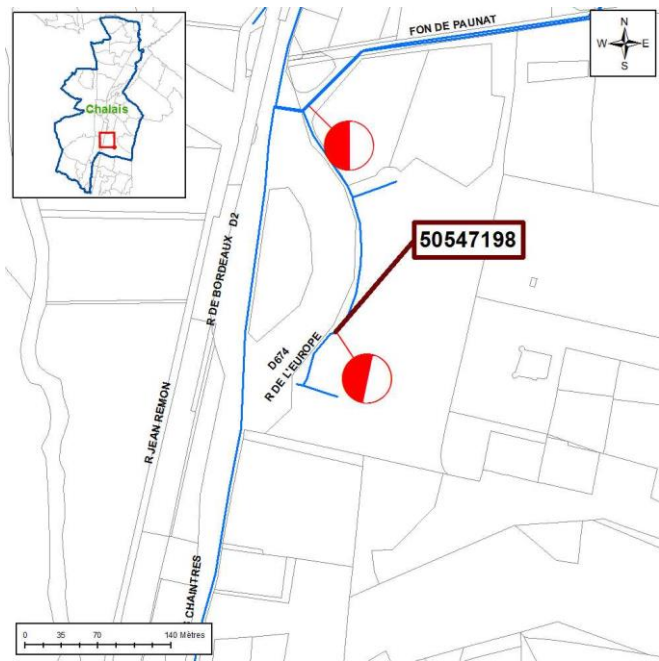 FON DE PAUNAT
N
W E
S
Chalais
R DE BORDEAUX D2
50547198
D674
R DE L'EUROPE
R JEAN REMON
CHAINTRES
0 35 70 140 Mètres